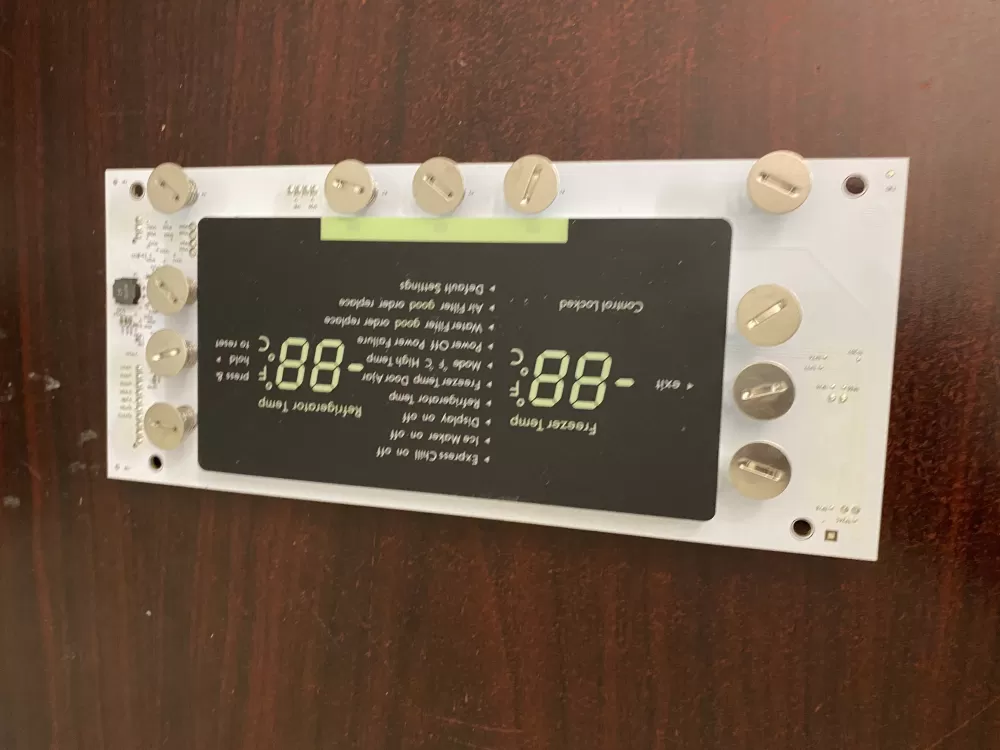 Freezer Temp
-88 °F °C
exit
Control Locked
Express Chill on off
Ice Maker on off
Display on off
Refrigerator Temp
Freezer Temp Door Ajar
Mode °F °C High Temp
Power Off Power Failure
Water Filter good order replace
Air Filter good order replace
Default Settings
Refrigerator Temp
-88 °F °C
press &
hold
to reset